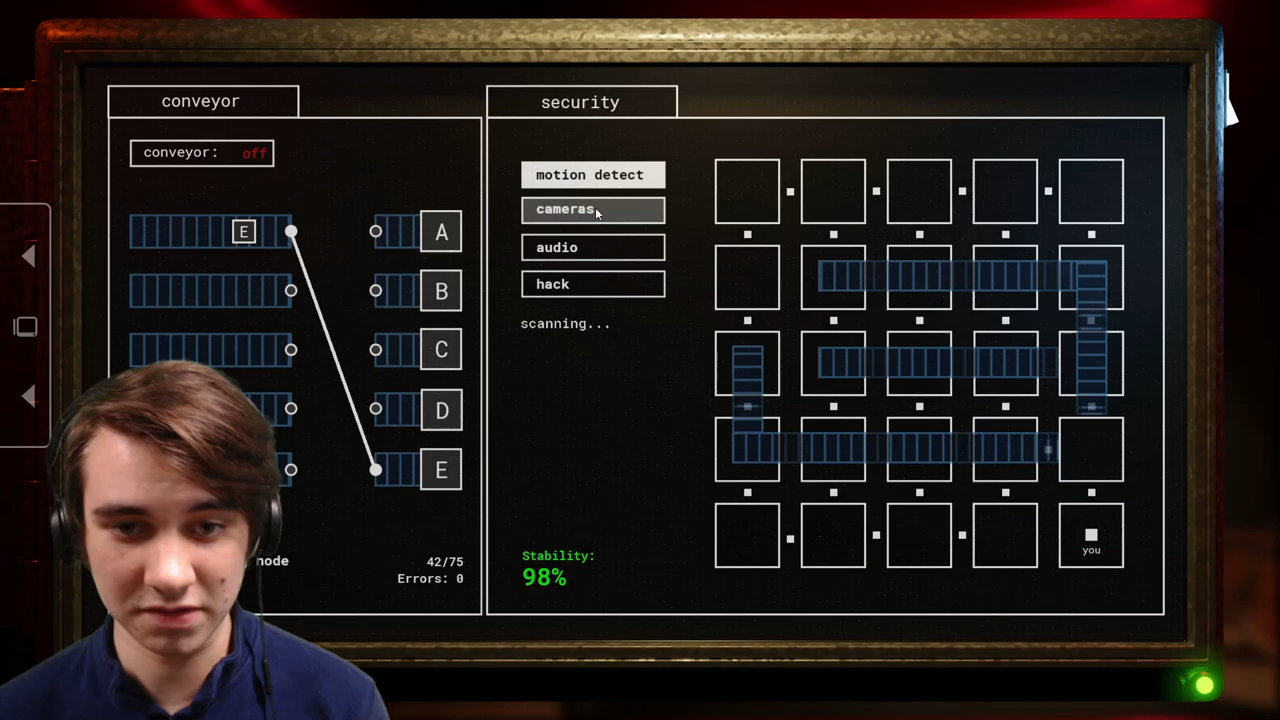 conveyor
conveyor: off
E
A
B
C
D
E
node
42/75
Errors: 0
security
motion detect
cameras
audio
hack
scanning...
Stability:
98%
you